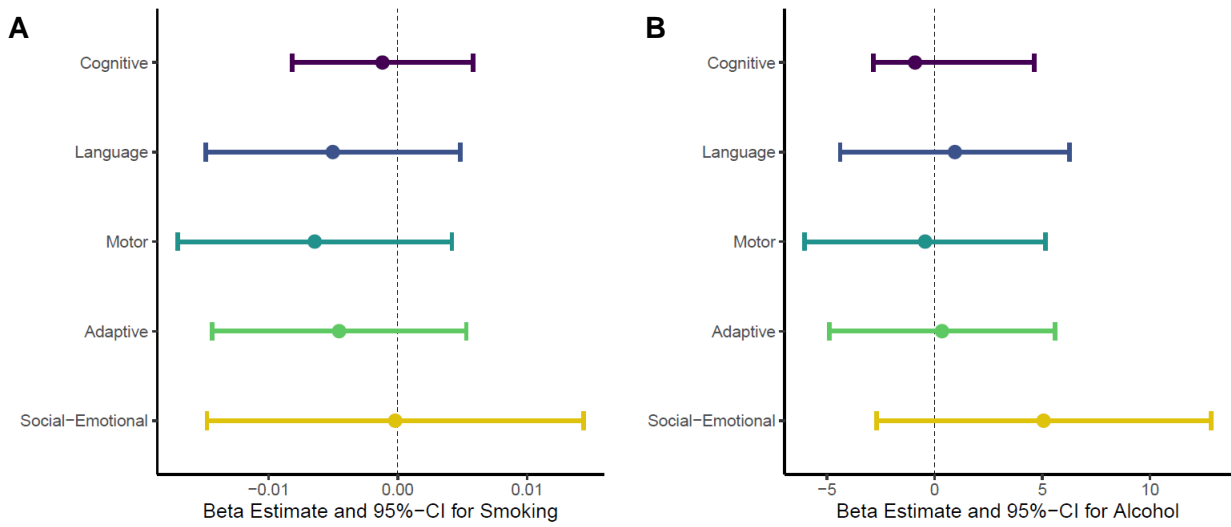 A
Cognitive
Language
Motor
Adaptive
Social−Emotional
−0.01 0.00 0.01
Beta Estimate and 95%−CI for Smoking
B
Cognitive
Language
Motor
Adaptive
Social−Emotional
−5 0 5 10
Beta Estimate and 95%−CI for Alcohol